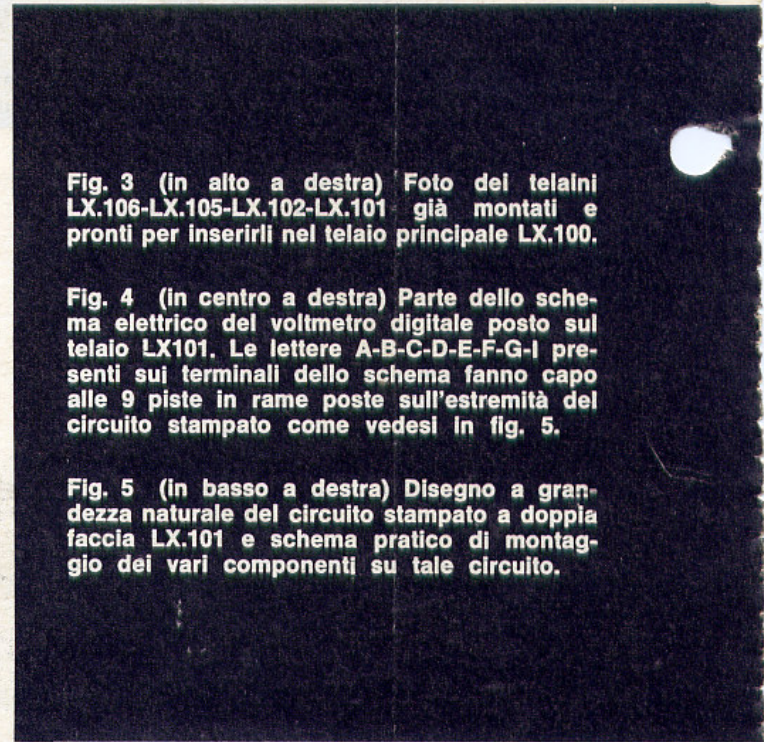 Fig. 3 (in alto a destra) Foto dei telaini
LX.106-LX.105-LX.102-LX.101 già montati e
pronti per inserirli nel telaio principale LX.100.
Fig. 4 (in centro a destra) Parte dello sche-
ma elettrico del voltmetro digitale posto sul
telaio LX101. Le lettere A-B-C-D-E-F-G-I pre-
senti sui terminali dello schema fanno capo
alle 9 piste in rame poste sull'estremità del
circuito stampato come vedesi in fig. 5.
Fig. 5 (in basso a destra) Disegno a gran-
dezza naturale del circuito stampato a doppia
faccia LX.101 e schema pratico di montag-
gio dei vari componenti su tale circuito.